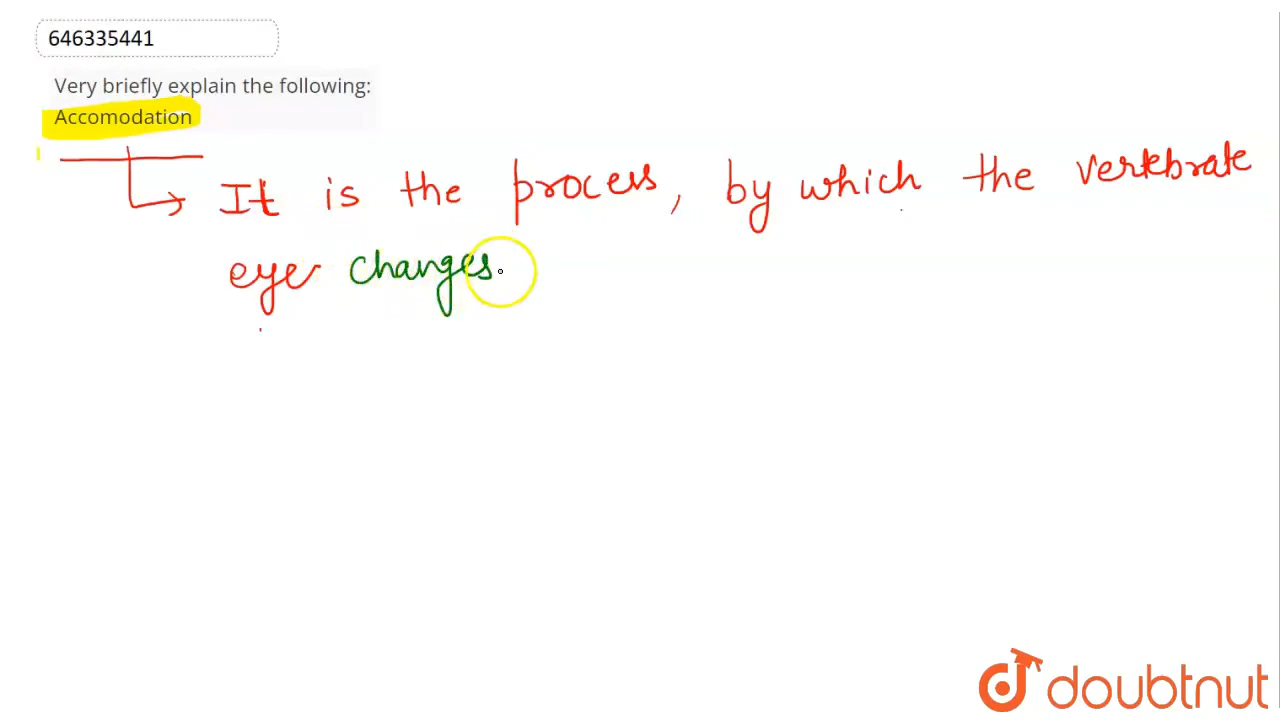 646335441
Very briefly explain the following:
Accomodation
It is the process, by which the vertebrate
eye changes
doubtnut